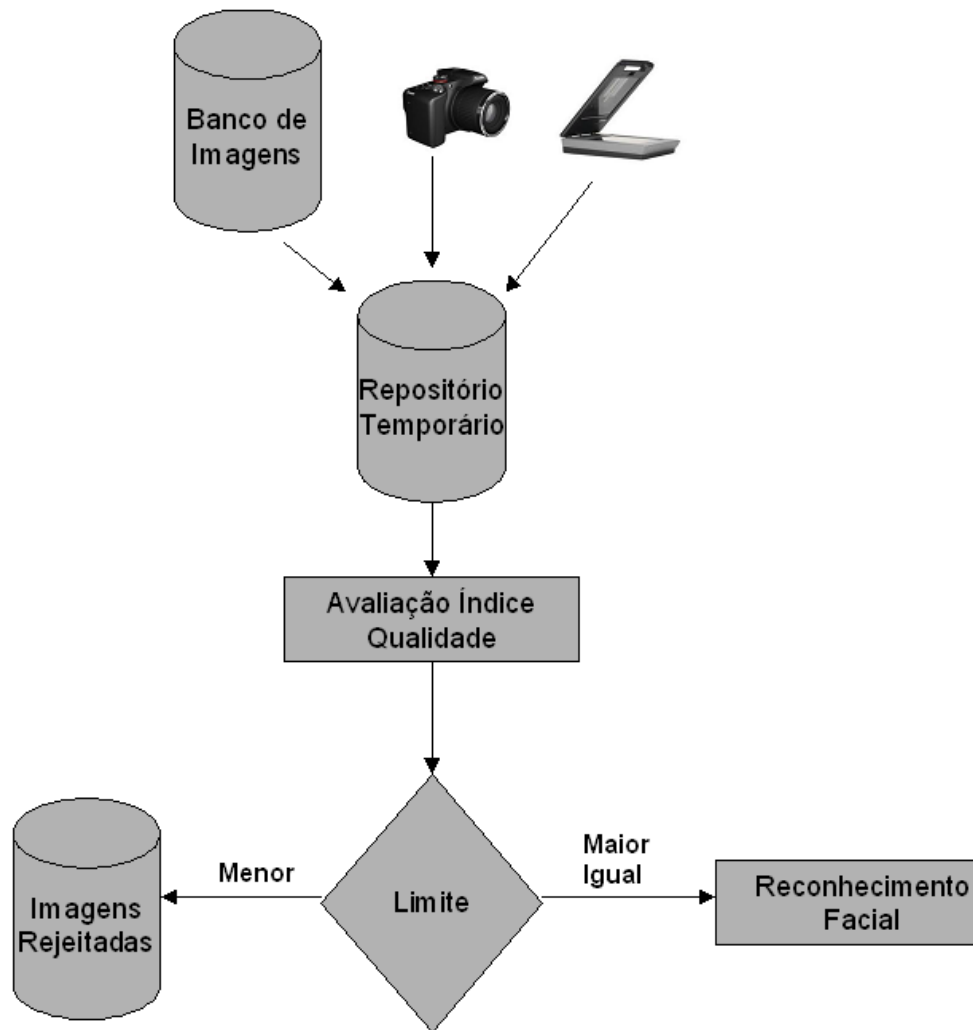 Banco de
Imagens
Repositório
Temporário
Avaliação Índice
Qualidade
Menor
Limite
Maior
Igual
Imagens
Rejeitadas
Reconhecimento
Facial